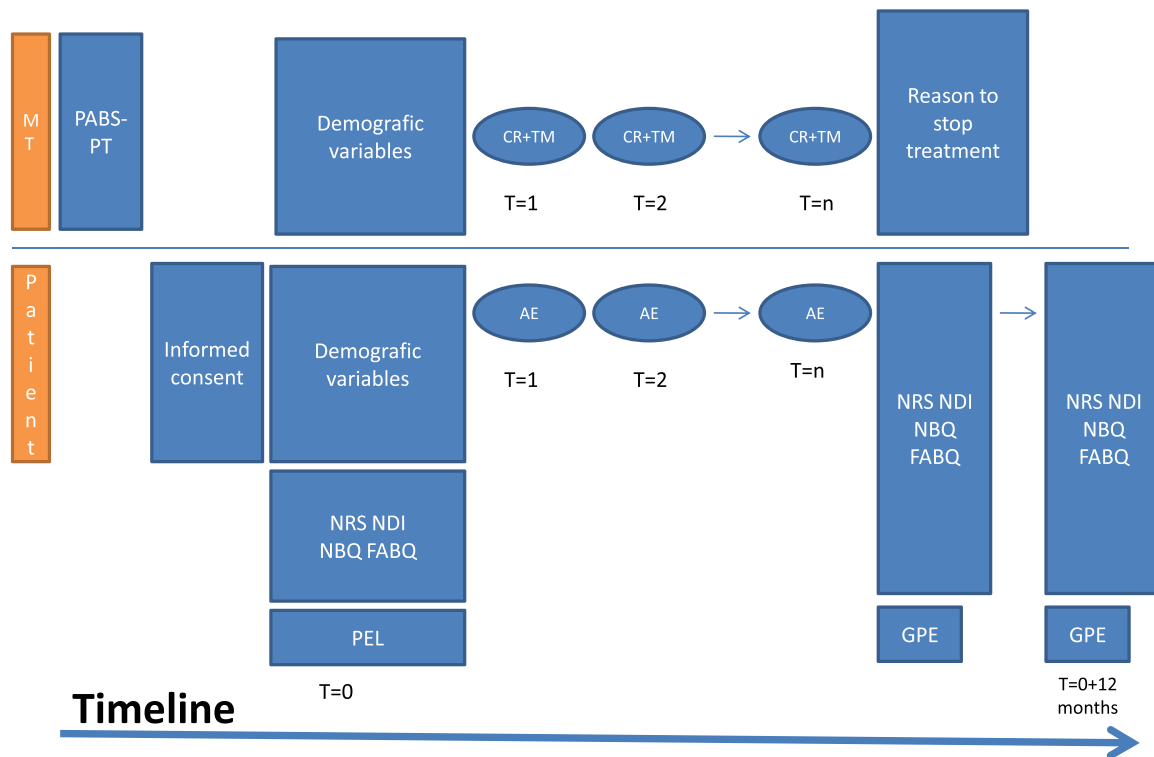 M
T
PABS-
PT
Demografic
variables
CR+TM
CR+TM
CR+TM
Reason to
stop
treatment
T=1
T=2
T=n
P
a
t
i
e
n
t
Informed
consent
Demografic
variables
AE
AE
AE
T=1
T=2
T=n
NRS NDI
NBQ
FABQ
NRS NDI
NBQ
FABQ
NRS NDI
NBQ FABQ
PEL
GPE
GPE
T=0
T=0+12
months
Timeline